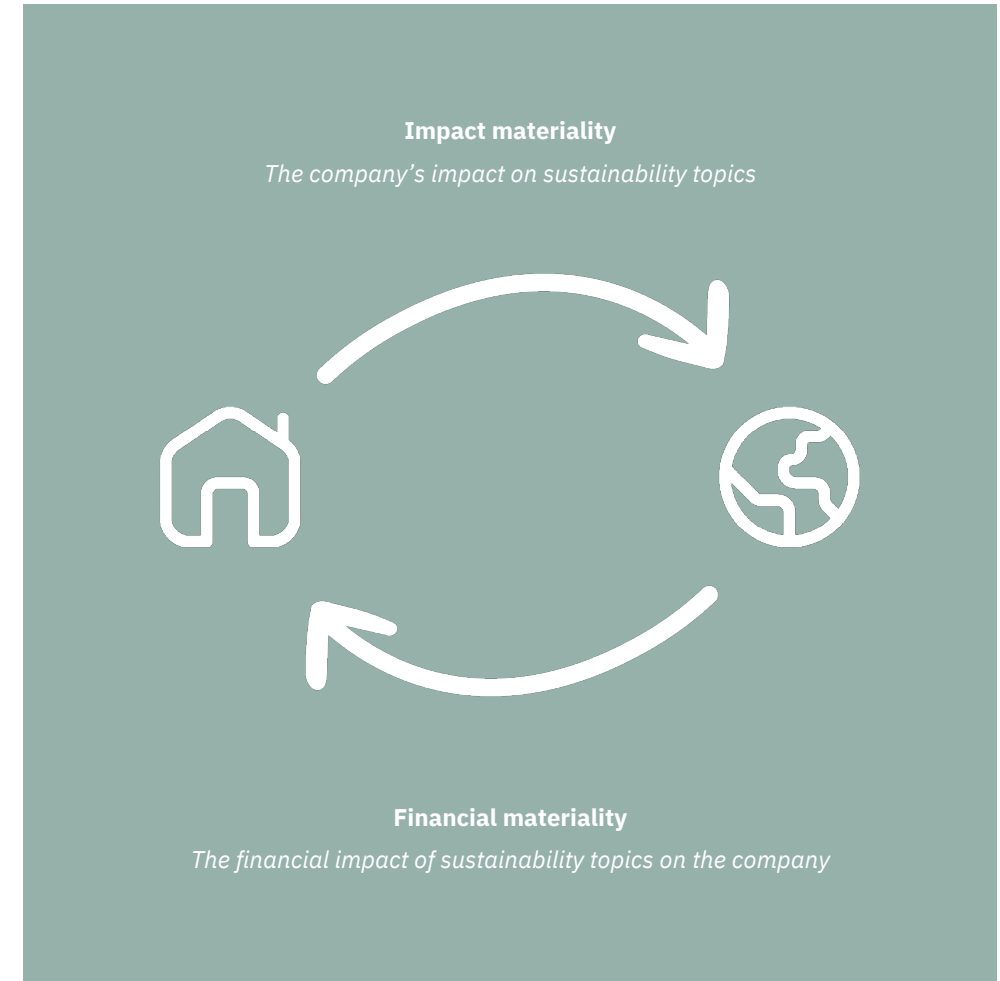 Impact materiality
The company’s impact on sustainability topics
Financial materiality
The financial impact of sustainability topics on the company